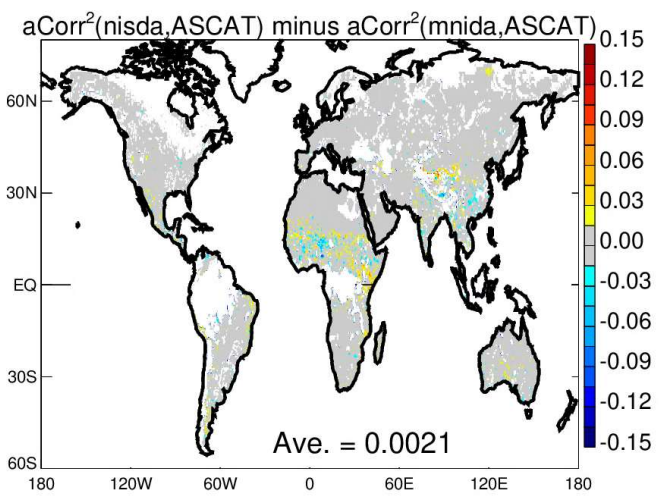 aCorr²(nisda,ASCAT) minus aCorr²(mnida,ASCAT)
0.15
0.12
0.09
0.06
0.03
0.00
-0.03
-0.06
-0.09
-0.12
-0.15
60N
30N
EQ
30S
60S
Ave. = 0.0021
180 120W 60W 0 60E 120E 180